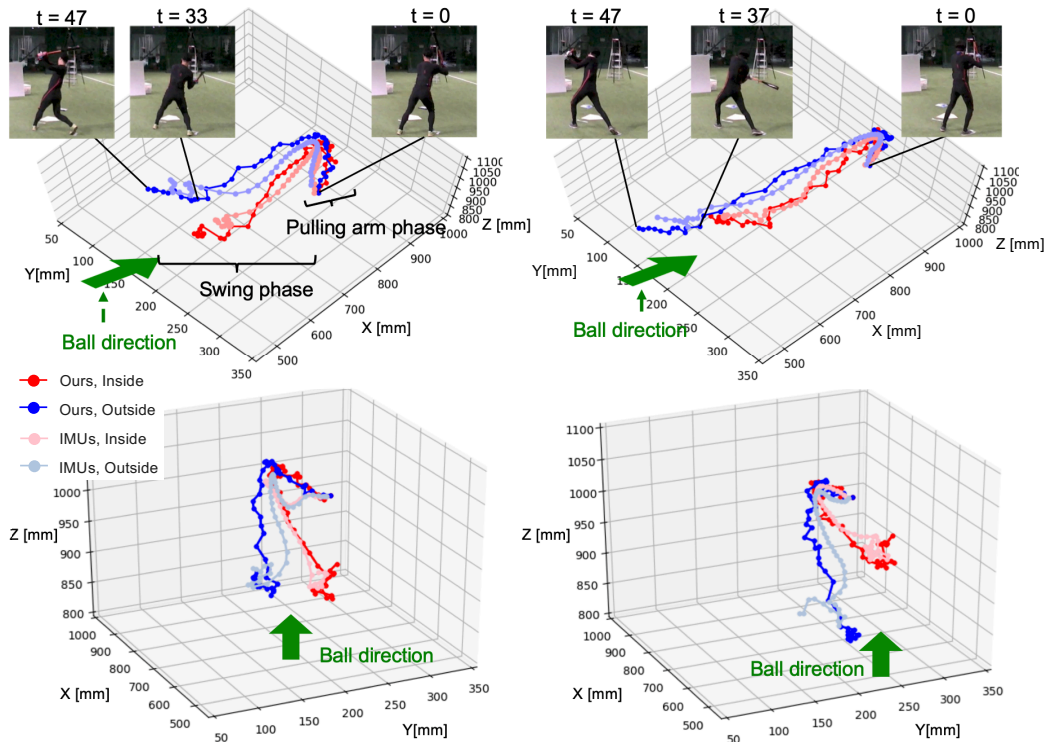 t = 47
t = 33
t = 0
t = 47
t = 37
t = 0
1100
1050
1000
950
900
850
800
Z [mm]
1000
900
800
700
600
500
X [mm]
50
100
150
200
250
300
350
Y[mm]
Pulling arm phase
Swing phase
Ball direction
1100
1050
1000
950
900
850
800
Z [mm]
1000
900
800
700
600
500
X [mm]
50
100
250
300
350
Y[mm]
Ball direction
Ours, Inside
Ours, Outside
IMUs, Inside
IMUs, Outside
1000
950
900
850
800
Z [mm]
1000
900
800
700
600
500
X [mm]
50
100
150
200
250
300
350
Y[mm]
Ball direction
1100
1050
1000
950
900
850
800
Z [mm]
1000
900
800
700
600
500
X [mm]
50
100
150
200
250
300
350
Y[mm]
Ball direction